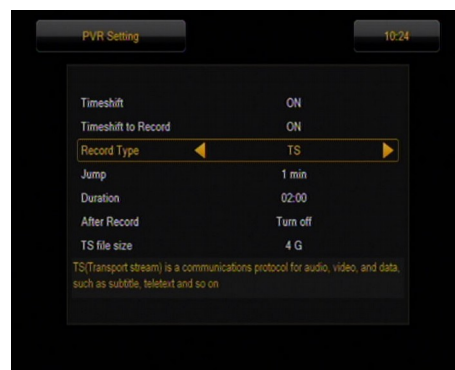 PVR Setting 10:24
Timeshift ON
Timeshift to Record ON
Record Type TS
Jump 1 min
Duration 02:00
After Record Turn off
TS file size 4 G
TS(Transport stream) is a communications protocol for audio, video, and data,
such as subtitle, teletext and so on